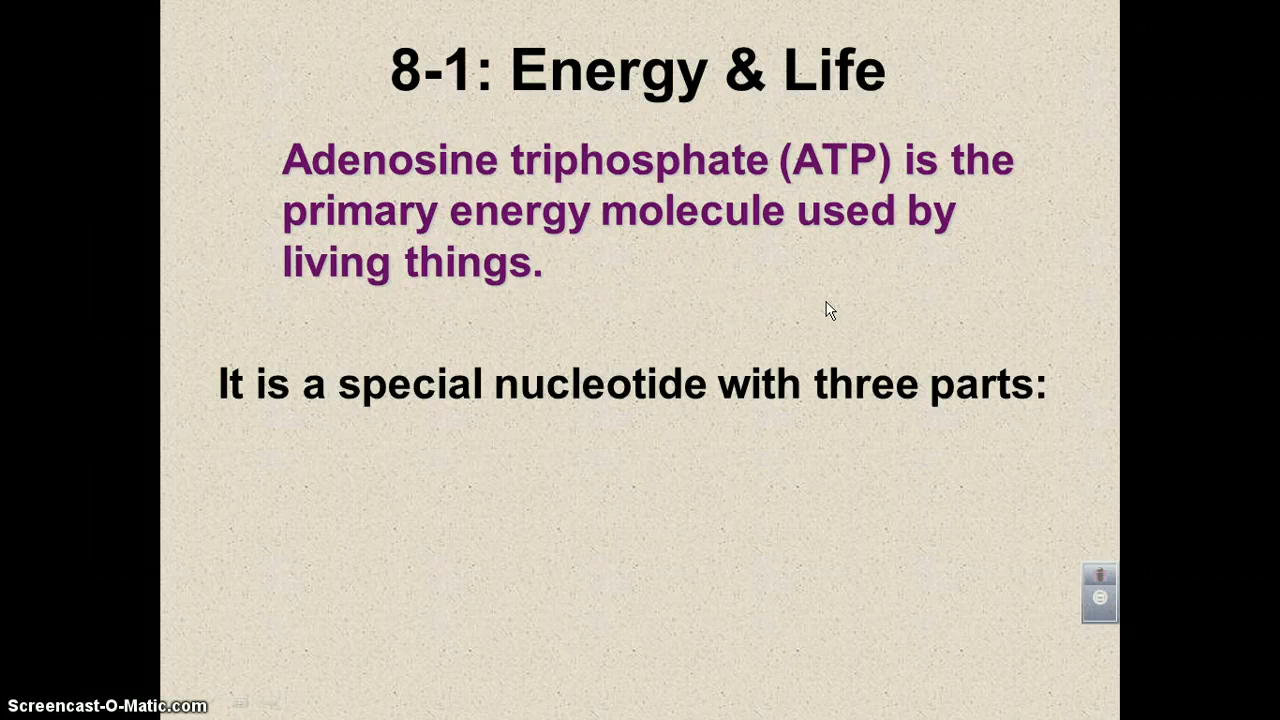 8-1: Energy & Life
Adenosine triphosphate (ATP) is the
primary energy molecule used by
living things.
It is a special nucleotide with three parts:
Screencast-O-Matic.com